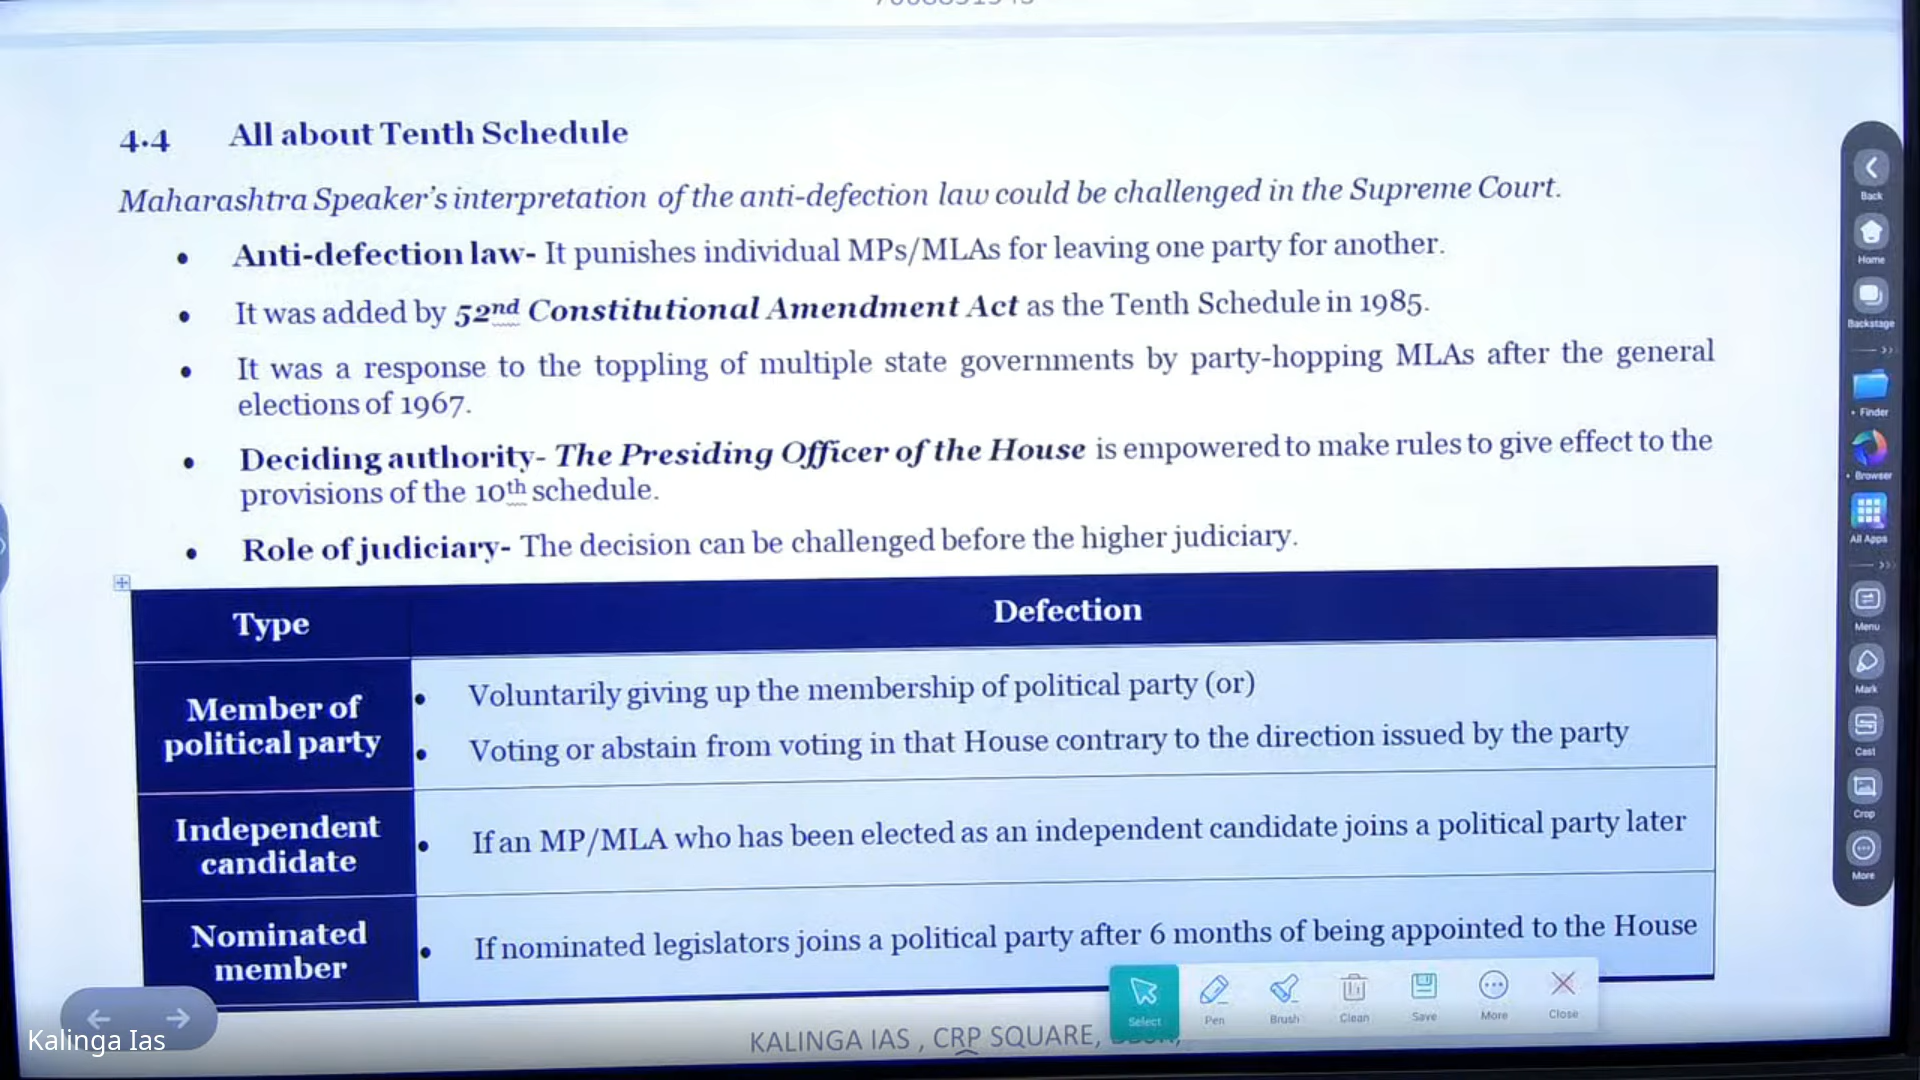 4.4 All about Tenth Schedule
Maharashtra Speaker's interpretation of the anti-defection law could be challenged in the Supreme Court.
• Anti-defection law- It punishes individual MPs/MLAs for leaving one party for another.
• It was added by 52nd Constitutional Amendment Act as the Tenth Schedule in 1985.
• It was a response to the toppling of multiple state governments by party-hopping MLAs after the general
elections of 1967.
• Deciding authority- The Presiding Officer of the House is empowered to make rules to give effect to the
provisions of the 10th schedule.
• Role of judiciary- The decision can be challenged before the higher judiciary.
Type
Defection
Member of
political party
• Voluntarily giving up the membership of political party (or)
• Voting or abstain from voting in that House contrary to the direction issued by the party
Independent
candidate
• If an MP/MLA who has been elected as an independent candidate joins a political party later
Nominated
member
• If nominated legislators joins a political party after 6 months of being appointed to the House
KALINGA IAS , CRP SQUARE,
Kalinga Ias
Select
Pen
Brush
Clean
Save
More
Close
Back
Home
Backstage
• Finder
• Browser
All Apps
Menu
Mark
Cast
Crop
More